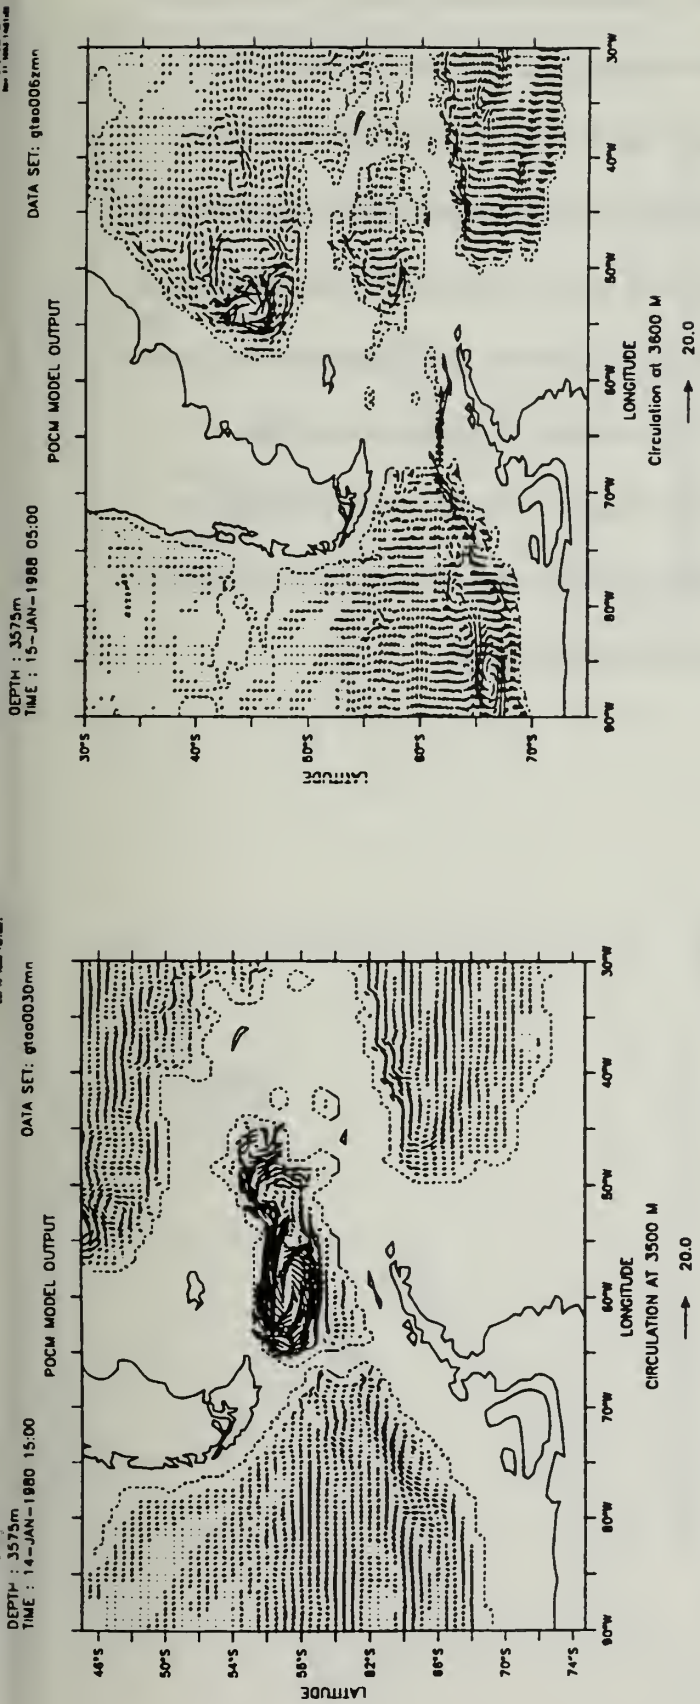 DEPTH : 3575m
TIME : 15-JAN-1988 05:00
POCM MODEL OUTPUT
DATA SET: gtao006zmn
30°S
40°S
50°S
60°S
70°S
90°W 80°W 70°W 60°W 50°W 40°W 30°W
LONGITUDE
Circulation at 3600 M
20.0
DEPTH : 3575m
TIME : 14-JAN-1980 15:00
POCM MODEL OUTPUT
DATA SET: gtao0030mn
LATITUDE
46°S
50°S
54°S
58°S
62°S
66°S
70°S
74°S
90°W 80°W 70°W 60°W 50°W 40°W 30°W
LONGITUDE
CIRCULATION AT 3500 M
20.0